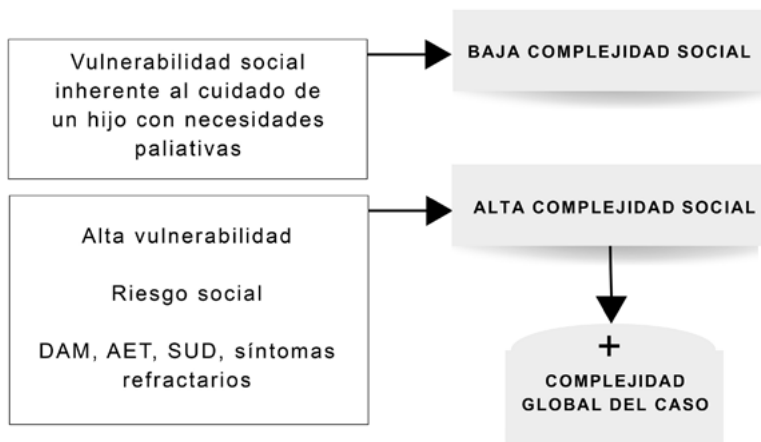 Vulnerabilidad social
inherente al cuidado de
un hijo con necesidades
paliativas
BAJA COMPLEJIDAD SOCIAL
Alta vulnerabilidad
Riesgo social
DAM, AET, SUD, síntomas
refractarios
ALTA COMPLEJIDAD SOCIAL
+
COMPLEJIDAD
GLOBAL DEL CASO